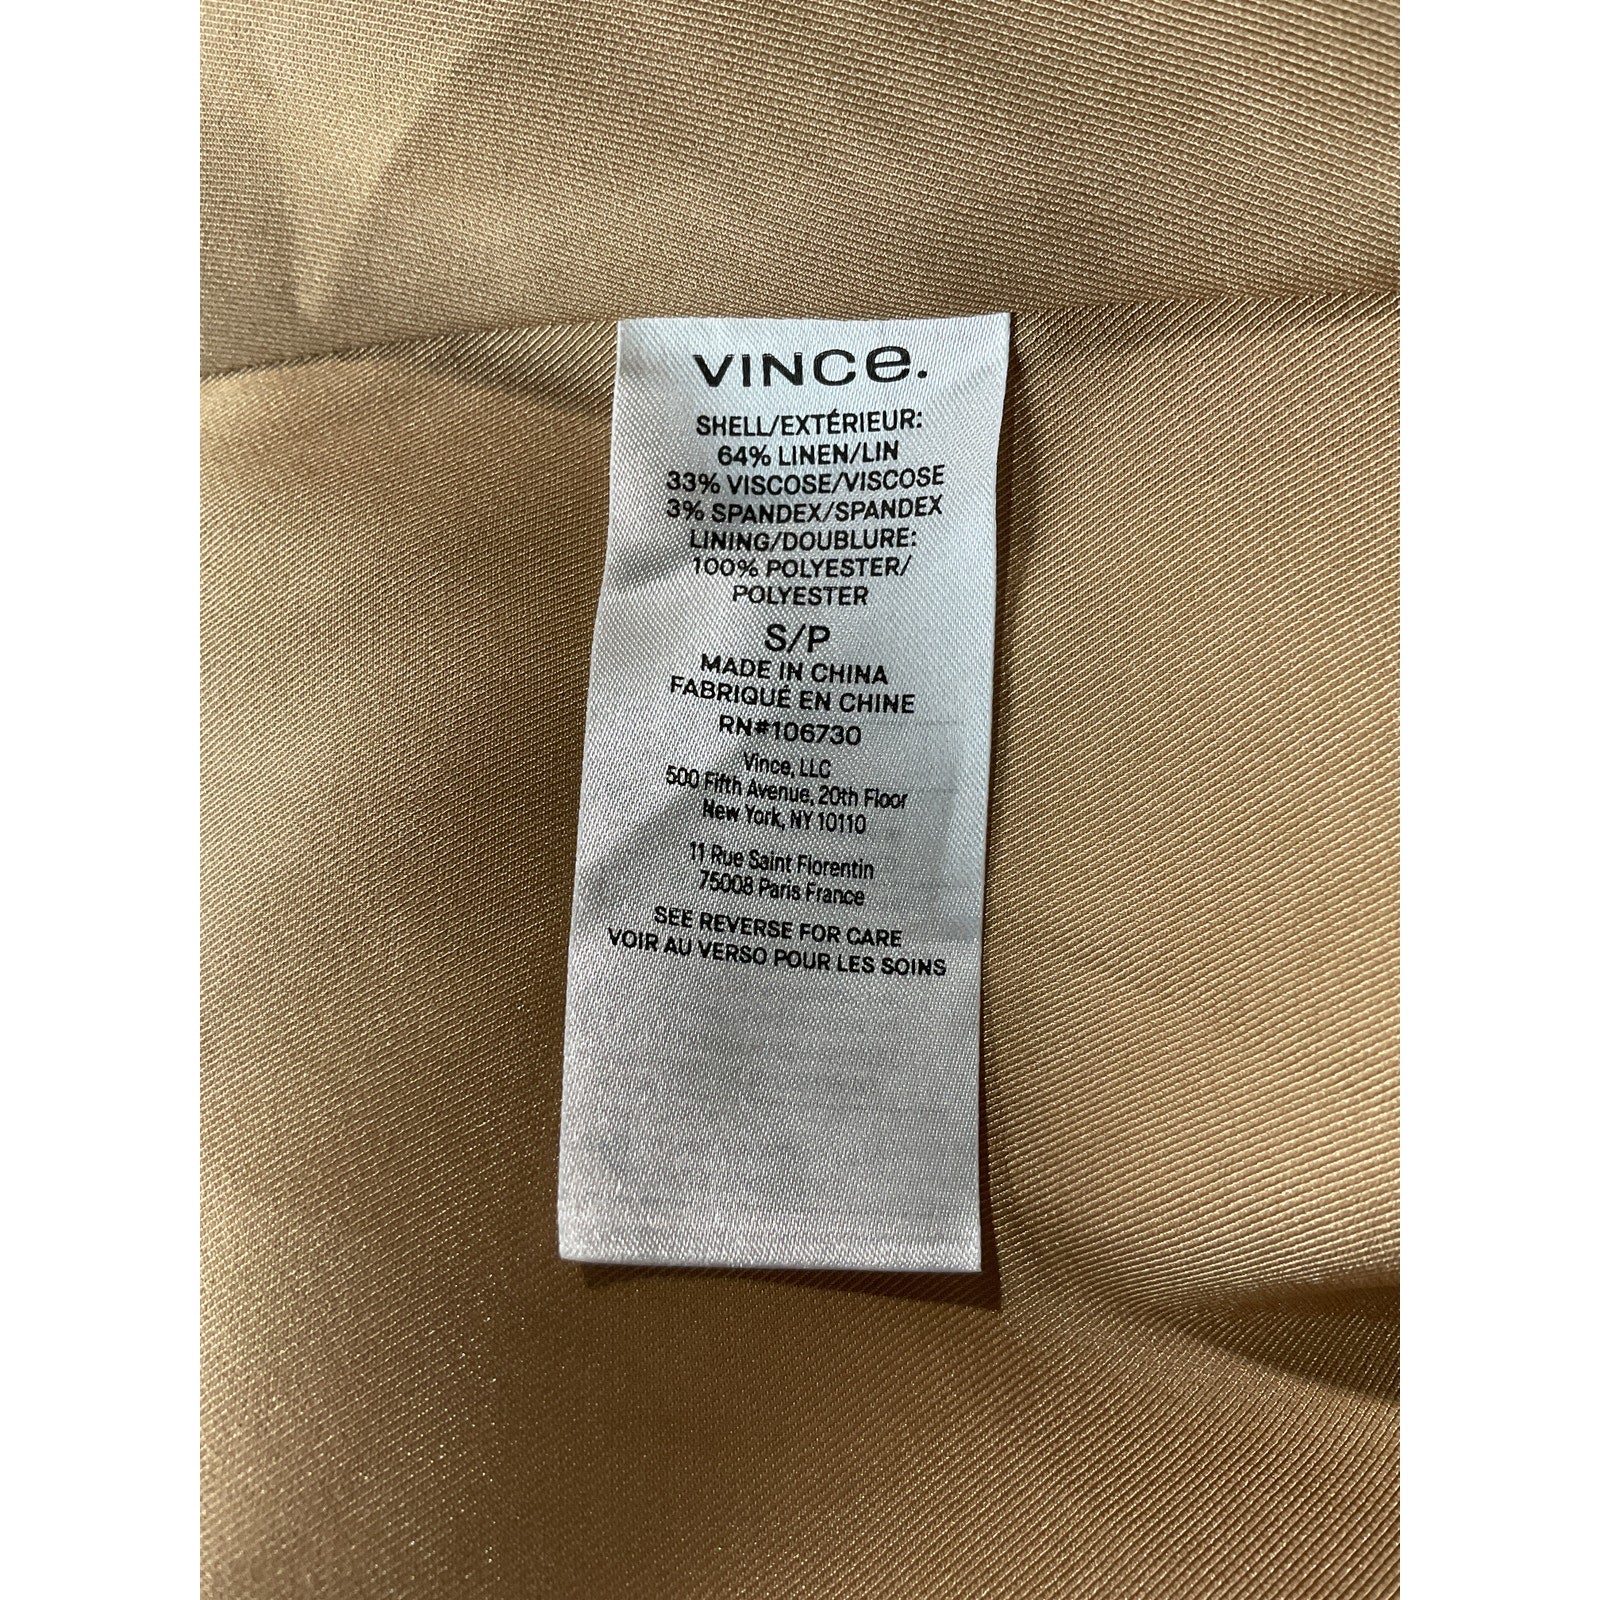 VINCe.
SHELL/EXTÉRIEUR:
64% LINEN/LIN
33% VISCOSE/VISCOSE
3% SPANDEX/SPANDEX
LINING/DOUBLURE:
100% POLYESTER/
POLYESTER
S/P
MADE IN CHINA
FABRIQUÉ EN CHINE
RN#106730
Vince, LLC
500 Fifth Avenue, 20th Floor
New York, NY 10110
11 Rue Saint Florentin
75008 Paris France
SEE REVERSE FOR CARE
VOIR AU VERSO POUR LES SOINS